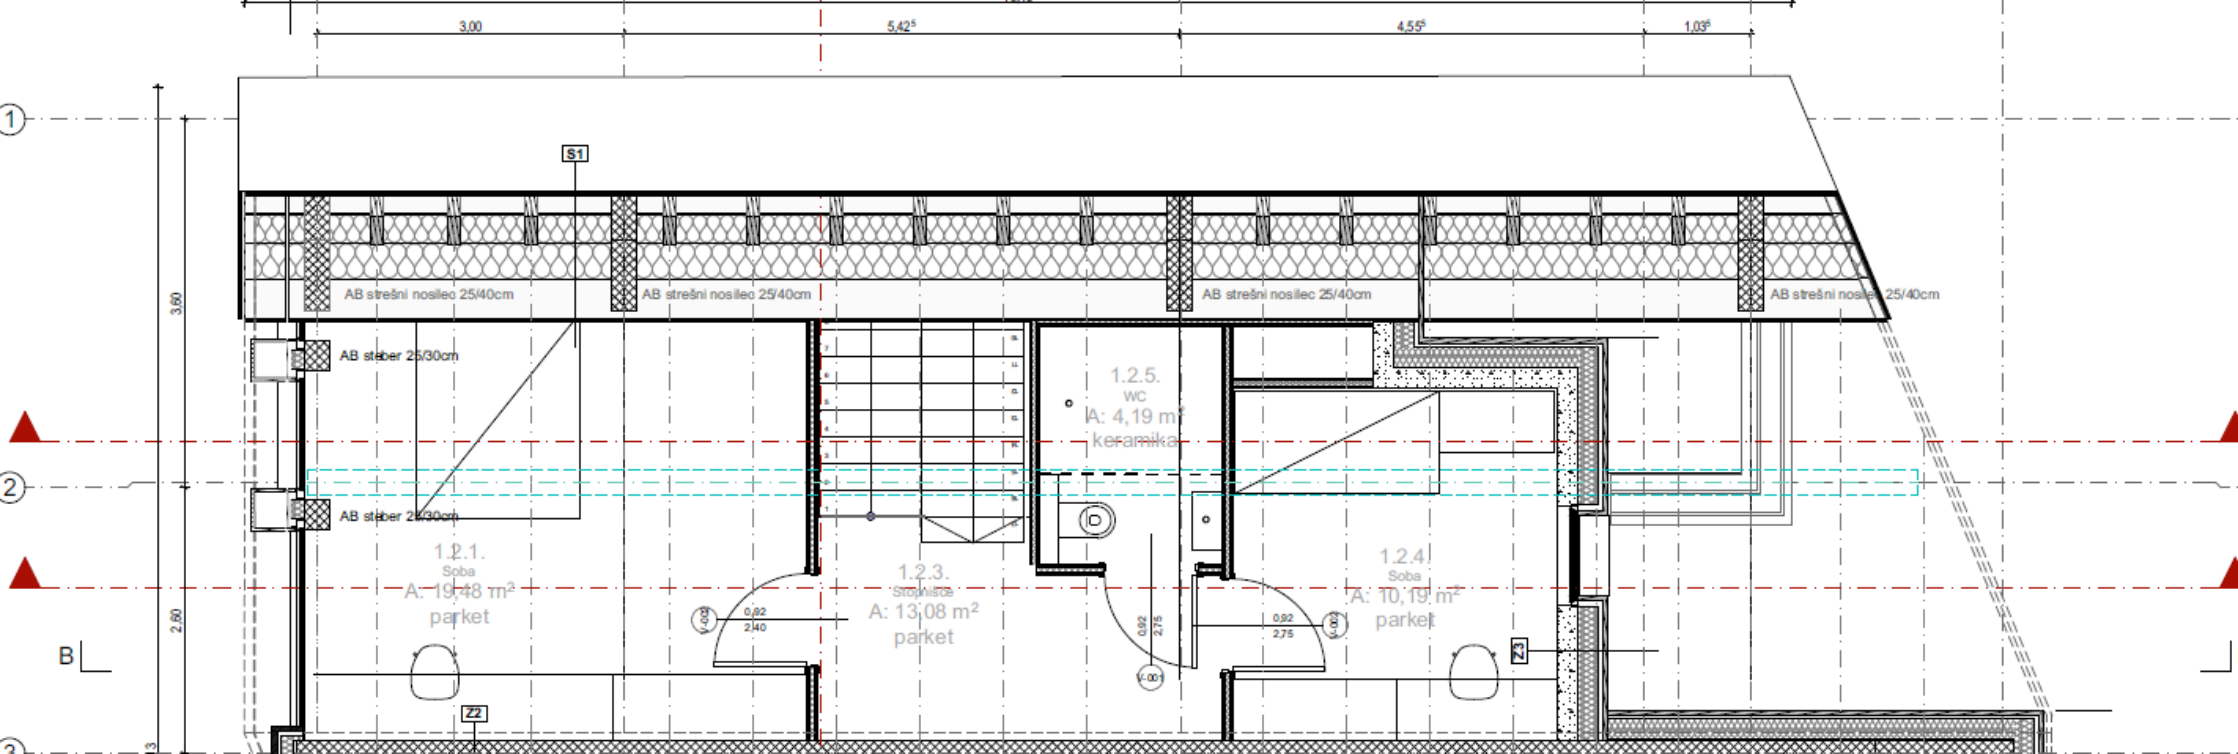 3,00
5,42⁵
4,55⁵
1,03⁵
1
S1
3,60
AB strešni nosilec 25/40cm
AB strešni nosilec 25/40cm
AB strešni nosilec 25/40cm
AB strešni nosilec 25/40cm
AB steber 25/30cm
1.2.5.
WC
A: 4,19 m²
keramika
2
AB steber 25/30cm
1.2.1.
Soba
A: 19,48 m²
parket
1.2.3.
Stopnišče
A: 13,08 m²
parket
1.2.4.
Soba
A: 10,19 m²
parket
2,60
V-002
0,92
2,40
0,92
2,75
V-001
0,92
2,75
V-002
B
Z3
Z2
3